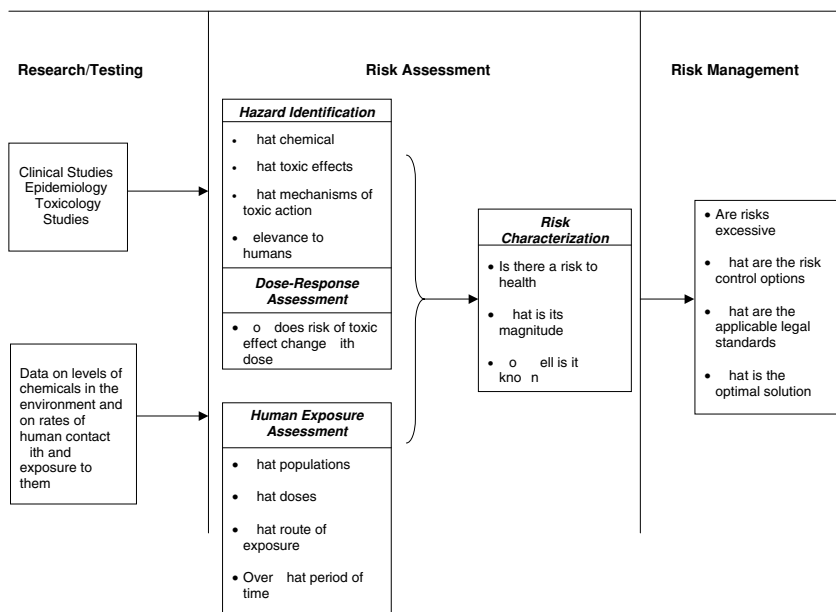 Research/Testing
Risk Assessment
Risk Management
Clinical Studies
Epidemiology
Toxicology
Studies
Data on levels of
chemicals in the
environment and
on rates of
human contact
ith and
exposure to
them
Hazard Identification
• hat chemical
• hat toxic effects
• hat mechanisms of
toxic action
• elevance to
humans
Dose-Response
Assessment
• o does risk of toxic
effect change ith
dose
Human Exposure
Assessment
• hat populations
• hat doses
• hat route of
exposure
• Over hat period of
time
Risk
Characterization
• Is there a risk to
health
• hat is its
magnitude
• o ell is it
kno n
• Are risks
excessive
• hat are the risk
control options
• hat are the
applicable legal
standards
• hat is the
optimal solution